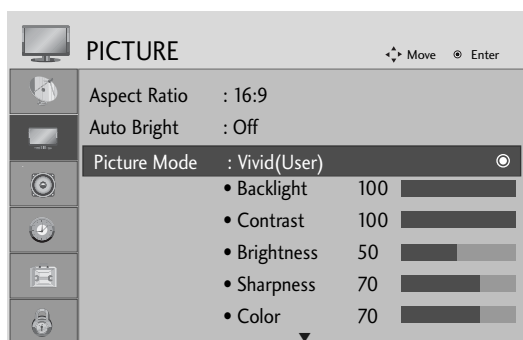 PICTURE Move Enter
Aspect Ratio : 16:9
Auto Bright : Off
Picture Mode : Vivid(User)
• Backlight 100
• Contrast 100
• Brightness 50
• Sharpness 70
• Color 70